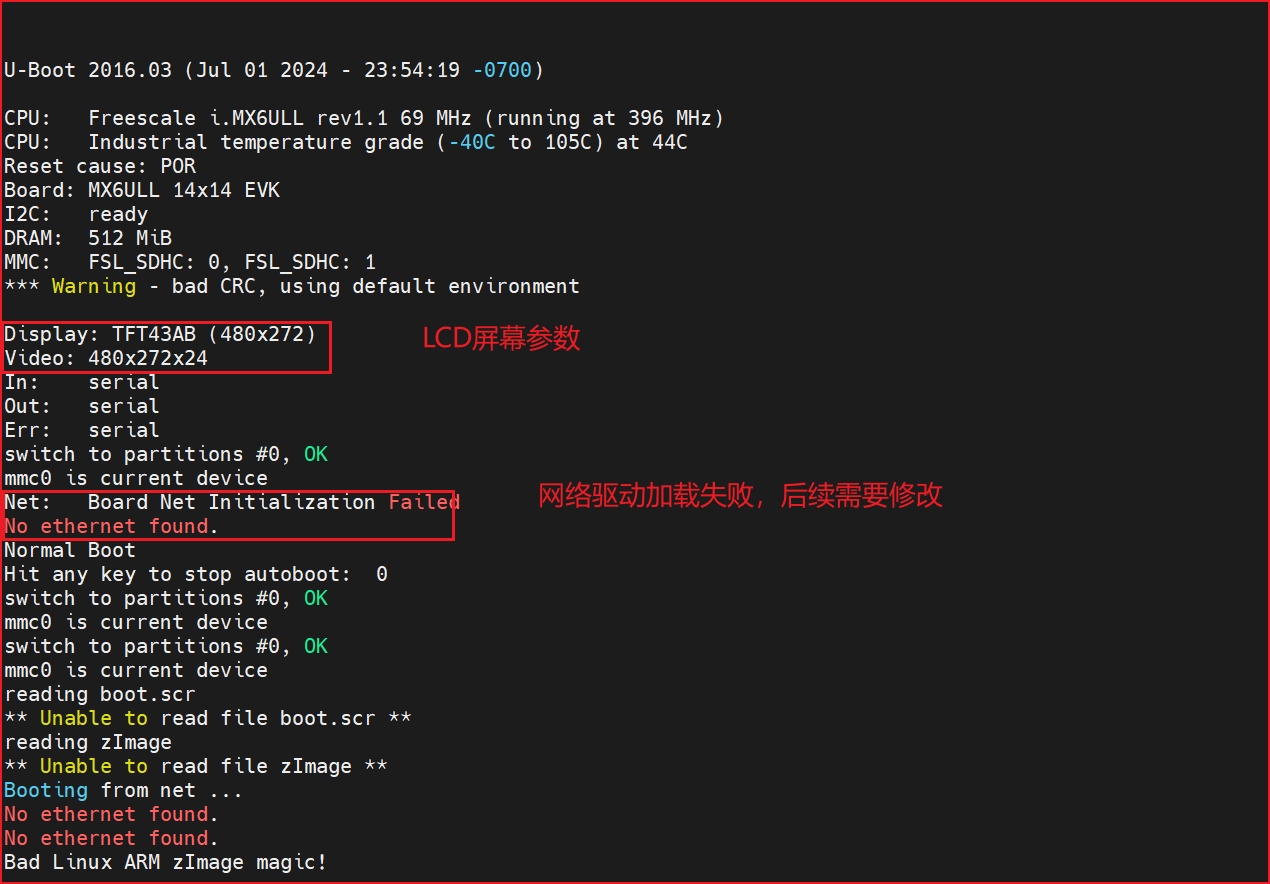 U-Boot 2016.03 (Jul 01 2024 - 23:54:19 -0700)
CPU:   Freescale i.MX6ULL rev1.1 69 MHz (running at 396 MHz)
CPU:   Industrial temperature grade (-40C to 105C) at 44C
Reset cause: POR
Board: MX6ULL 14x14 EVK
I2C:   ready
DRAM:  512 MiB
MMC:   FSL_SDHC: 0, FSL_SDHC: 1
*** Warning - bad CRC, using default environment
Display: TFT43AB (480x272)
LCD屏幕参数
Video: 480x272x24
In:    serial
Out:   serial
Err:   serial
switch to partitions #0, OK
mmc0 is current device
Net:   Board Net Initialization Failed
网络驱动加载失败，后续需要修改
No ethernet found.
Normal Boot
Hit any key to stop autoboot:  0
switch to partitions #0, OK
mmc0 is current device
switch to partitions #0, OK
mmc0 is current device
reading boot.scr
** Unable to read file boot.scr **
reading zImage
** Unable to read file zImage **
Booting from net ...
No ethernet found.
No ethernet found.
Bad Linux ARM zImage magic!